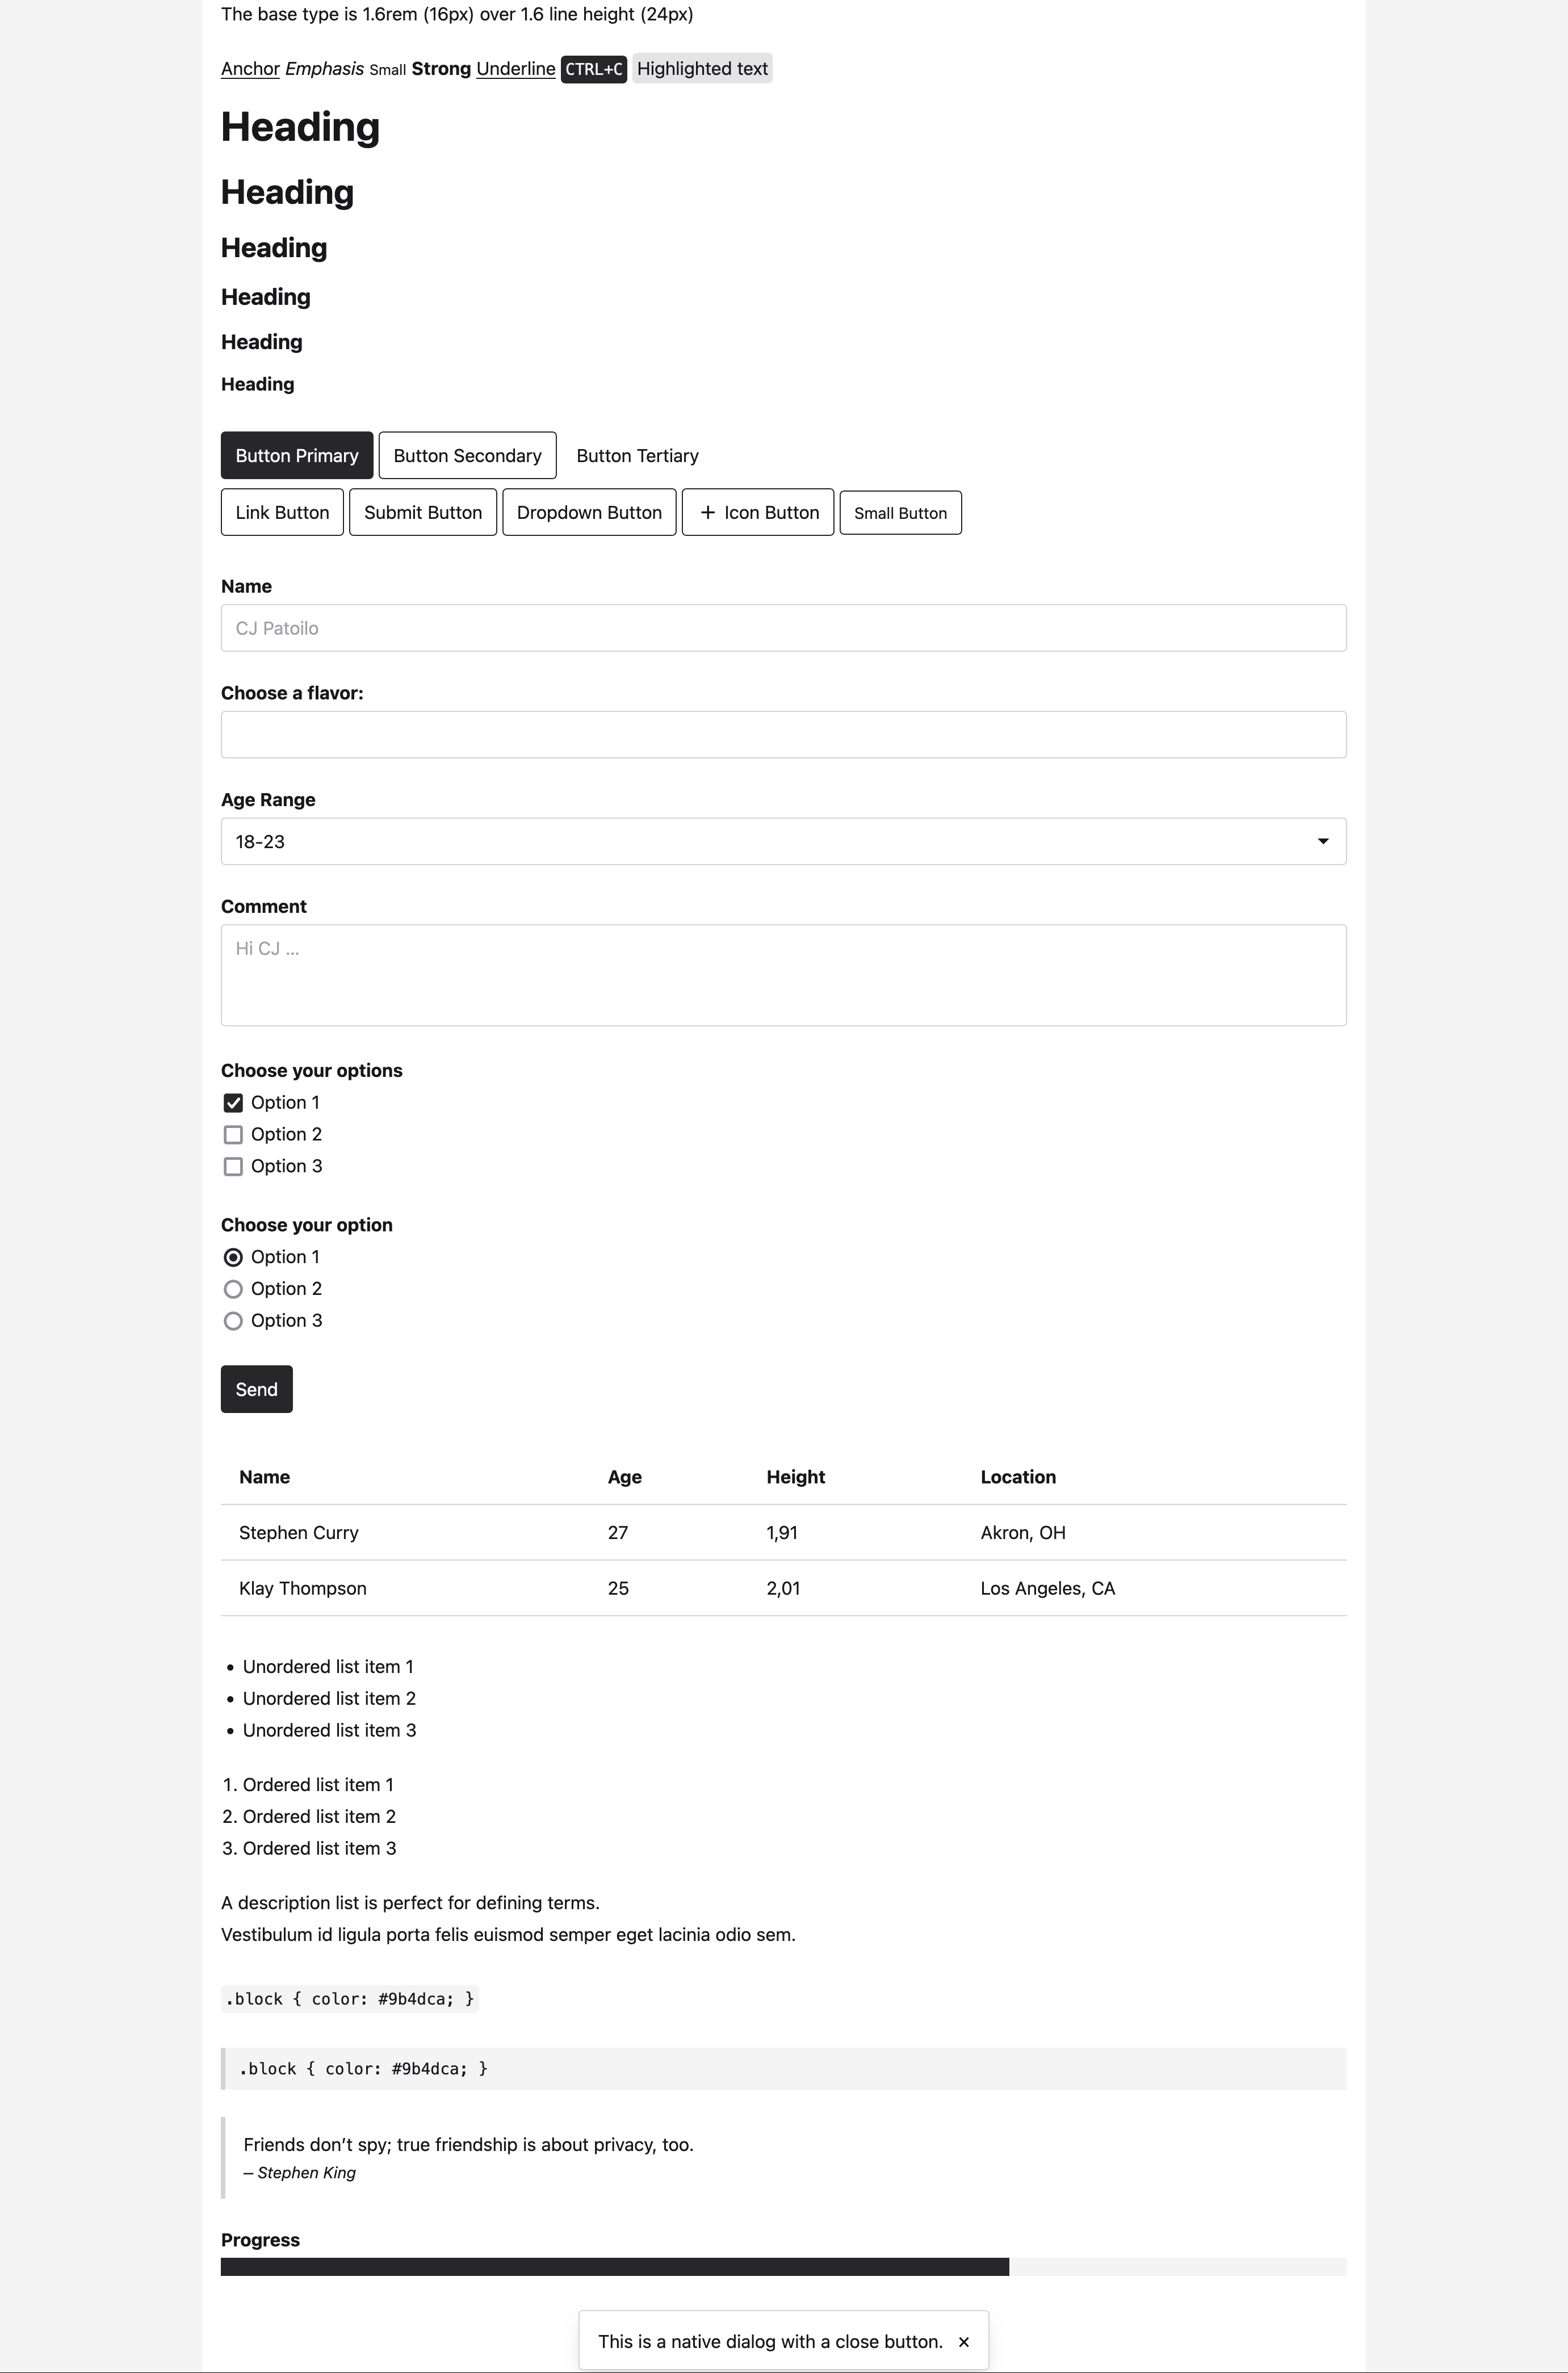 The base type is 1.6rem (16px) over 1.6 line height (24px)
Anchor Emphasis Small Strong Underline CTRL+C Highlighted text
Heading
Heading
Heading
Heading
Heading
Heading
Button Primary Button Secondary Button Tertiary
Link Button Submit Button Dropdown Button + Icon Button Small Button
Name
CJ Patoilo
Choose a flavor:
Age Range
18-23
Comment
Hi CJ ...
Choose your options
Option 1
Option 2
Option 3
Choose your option
Option 1
Option 2
Option 3
Send
Name Age Height Location
Stephen Curry 27 1,91 Akron, OH
Klay Thompson 25 2,01 Los Angeles, CA
• Unordered list item 1
• Unordered list item 2
• Unordered list item 3
1. Ordered list item 1
2. Ordered list item 2
3. Ordered list item 3
A description list is perfect for defining terms.
Vestibulum id ligula porta felis euismod semper eget lacinia odio sem.
.block { color: #9b4dca; }
.block { color: #9b4dca; }
Friends don’t spy; true friendship is about privacy, too.
– Stephen King
Progress
This is a native dialog with a close button. ×